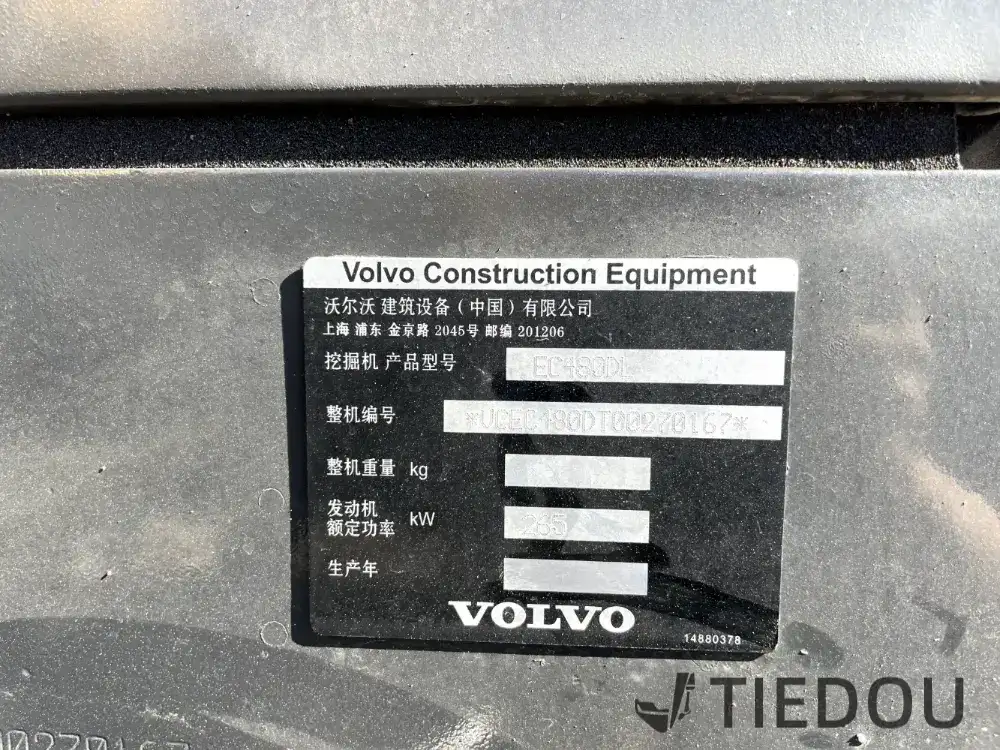 Volvo Construction Equipment
沃尔沃 建筑设备（中国）有限公司
上海 浦东 金京路 2045号 邮编 201206
挖掘机 产品型号 EC480DL
整机编号 *VCEC480DT00270167*
整机重量 kg
发动机
额定功率 kW 265
生产年
VOLVO
14880378
TIEDOU
00270167